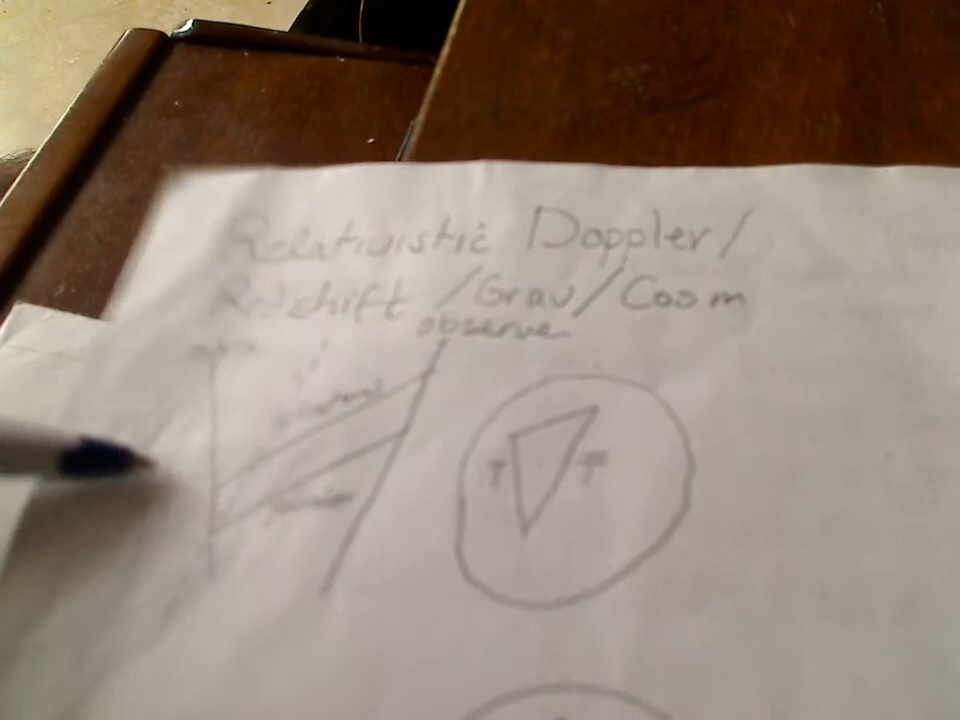 Relativistic Doppler/
Redshift /Grav/Cosm
observe
T T